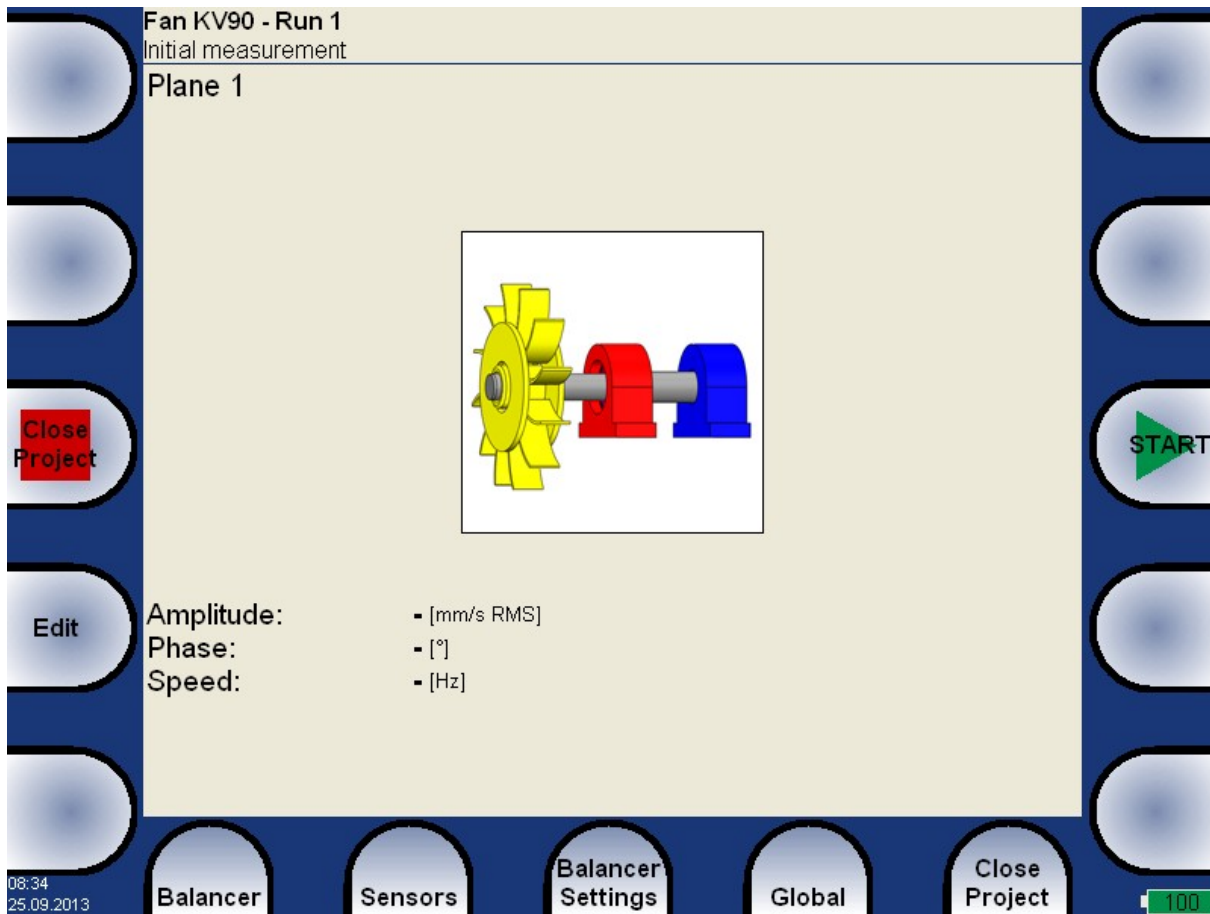 Fan KV90 - Run 1
Initial measurement
Plane 1
Close
Project
START
Edit
Amplitude: - [mm/s RMS]
Phase: - [°]
Speed: - [Hz]
08:34
25.09.2013
Balancer
Sensors
Balancer
Settings
Global
Close
Project
100